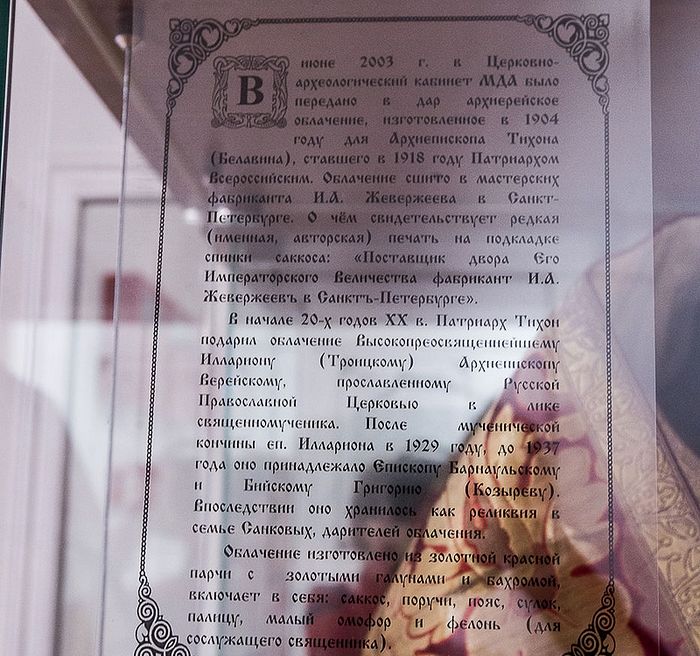 В июне 2003 г. в Церковно-
археологический кабинет МДА было
передано в дар архиерейское
облачение, изготовленное в 1904
году для Архиепископа Тихона
(Белавина), ставшего в 1918 году Патриархом
Всероссийским. Облачение сшито в мастерских
фабриканта И.А. Жевержеева в Санкт-
Петербурге. О чём свидетельствует редкая
(именная, авторская) печать на подкладке
спинки саккоса: «Поставщик двора Его
Императорского Величества фабрикант И.А.
Жевержеевъ в Санктъ-Петербурге».
В начале 20-х годов XX в. Патриарх Тихон
подарил облачение Высокопреосвященнейшему
Иллариону (Троицкому) Архиепископу
Верейскому, прославленному Русской
Православной Церковью в лике
священномученика. После мученической
кончины еп. Иллариона в 1929 году, до 1937
года оно принадлежало Епископу Барнаульскому
и Бийскому Григорию (Козыреву).
Впоследствии оно хранилось как реликвия в
семье Санковых, дарителей облачения.
Облачение изготовлено из золотной красной
парчи с золотыми галунами и бахромой,
включает в себя: саккос, поручи, пояс, сулок,
палицу, малый омофор и фелонь (для
сослужащего священника).